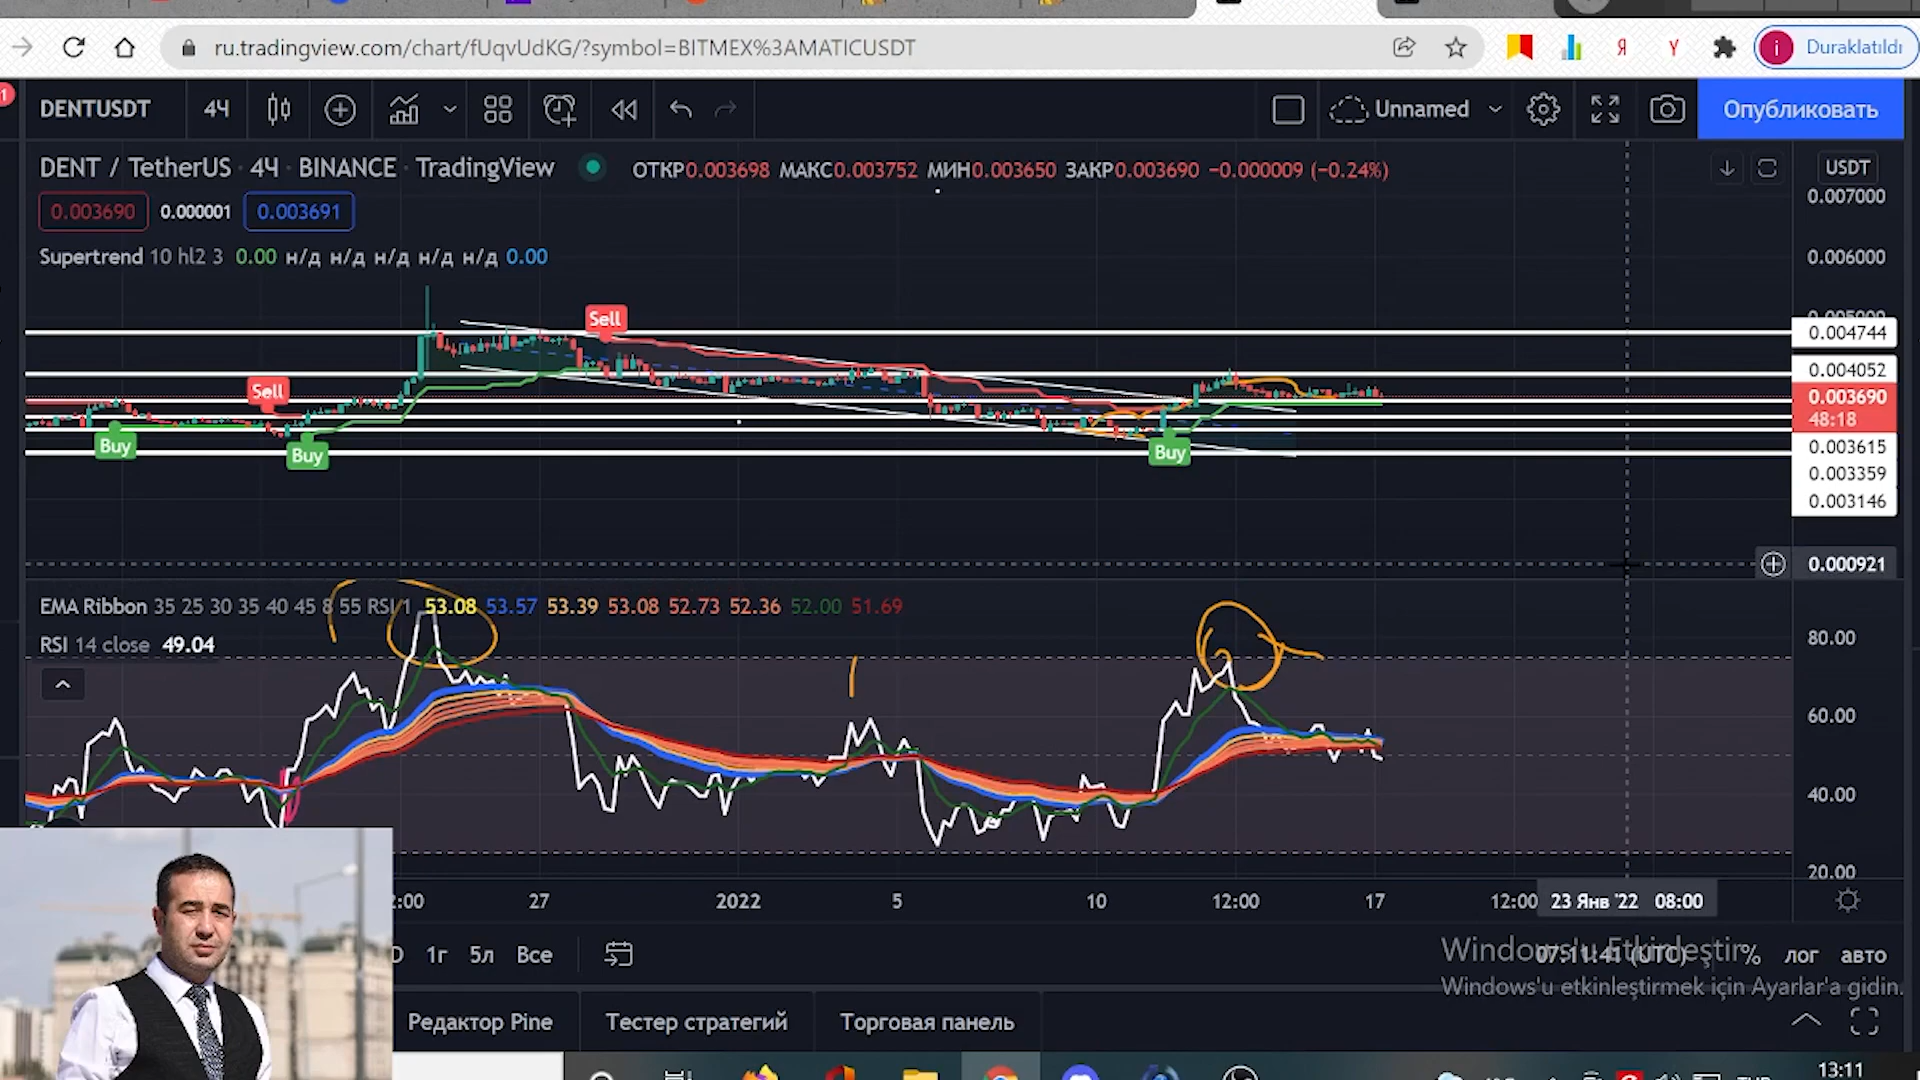 ru.tradingview.com/chart/fUqvUdKG/?symbol=BITMEX%3AMATICUSDT
Я
Y
i
Duraklatıldı
1
DENTUSDT
4Ч
Unnamed
Опубликовать
DENT / TetherUS · 4Ч · BINANCE · TradingView
ОТКР0.003698 МАКС0.003752 МИН0.003650 ЗАКР0.003690 −0.000009 (−0.24%)
USDT
0.003690
0.000001
0.003691
Supertrend 10 hl2 3 0.00 н/д н/д н/д н/д н/д 0.00
0.007000
0.006000
0.004744
0.004052
0.003690
48:18
0.003615
0.003359
0.003146
0.000921
Sell
Sell
Buy
Buy
Buy
EMA Ribbon 35 25 30 35 40 45 8 55 RSI 1 53.08 53.57 53.39 53.08 52.73 52.36 52.00 51.69
RSI 14 close 49.04
80.00
60.00
40.00
20.00
2:00
27
2022
5
10
12:00
17
12:00
23 Янв '22 08:00
1г
5л
Все
07:11:41 (UTC)
%
лог
авто
Windows'u Etkinleştir
Windows'u etkinleştirmek için Ayarlar'a gidin.
Редактор Pine
Тестер стратегий
Торговая панель
13:11